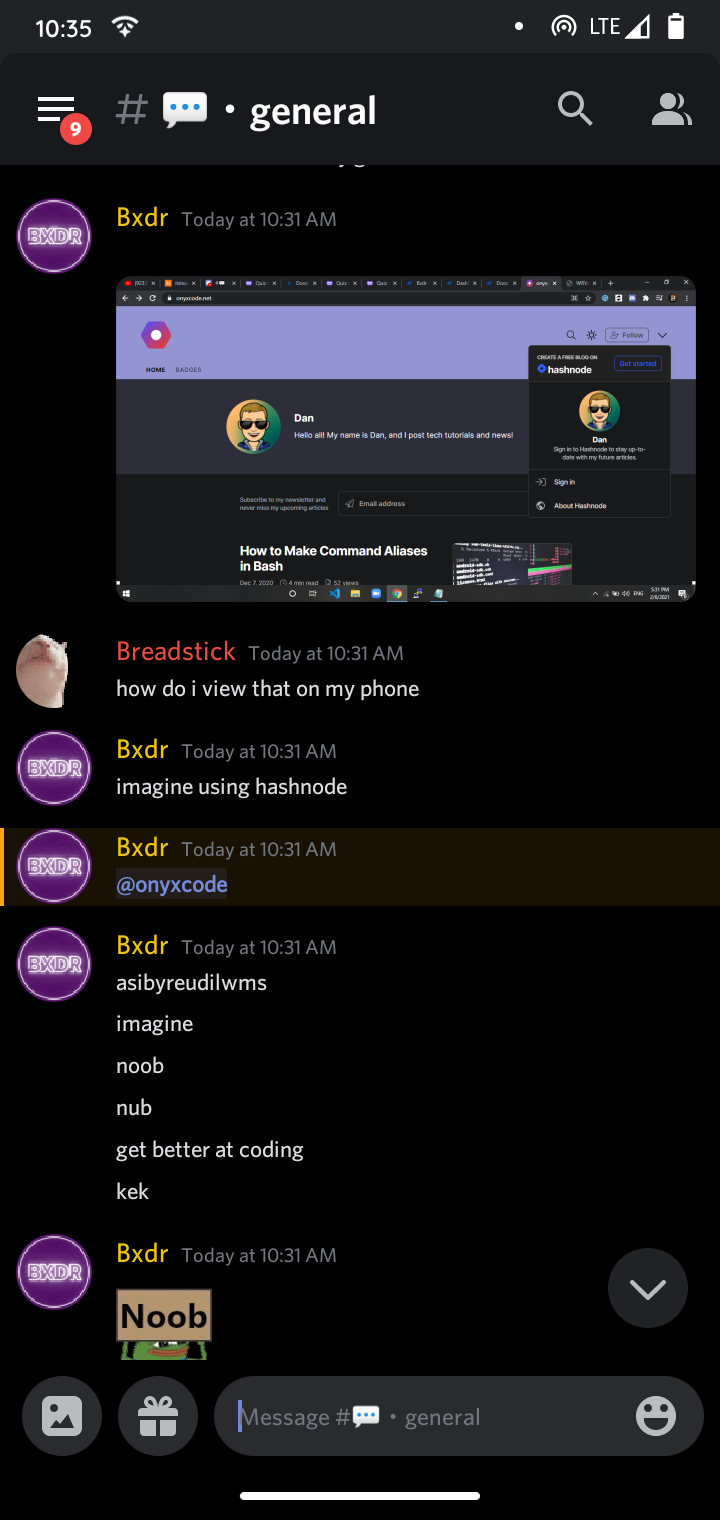 10:35
LTE
9
# 💬 • general
Bxdr Today at 10:31 AM
onyxcode.net
Follow
HOME BADGES
CREATE A FREE BLOG ON
hashnode
Get started
Dan
Hello all! My name is Dan, and I post tech tutorials and news!
Dan
Sign in to Hashnode to stay up-to-
date with my future articles.
Sign in
About Hashnode
Subscribe to my newsletter and
never miss my upcoming articles
Email address
How to Make Command Aliases
in Bash
Dec 7, 2020 4 min read 52 views
ENG
5:31 PM
2/6/2021
Breadstick Today at 10:31 AM
how do i view that on my phone
Bxdr Today at 10:31 AM
imagine using hashnode
Bxdr Today at 10:31 AM
@onyxcode
Bxdr Today at 10:31 AM
asibyreudilwms
imagine
noob
nub
get better at coding
kek
Bxdr Today at 10:31 AM
Noob
BXDR
BXDR
BXDR
BXDR
BXDR
Message #💬 • general